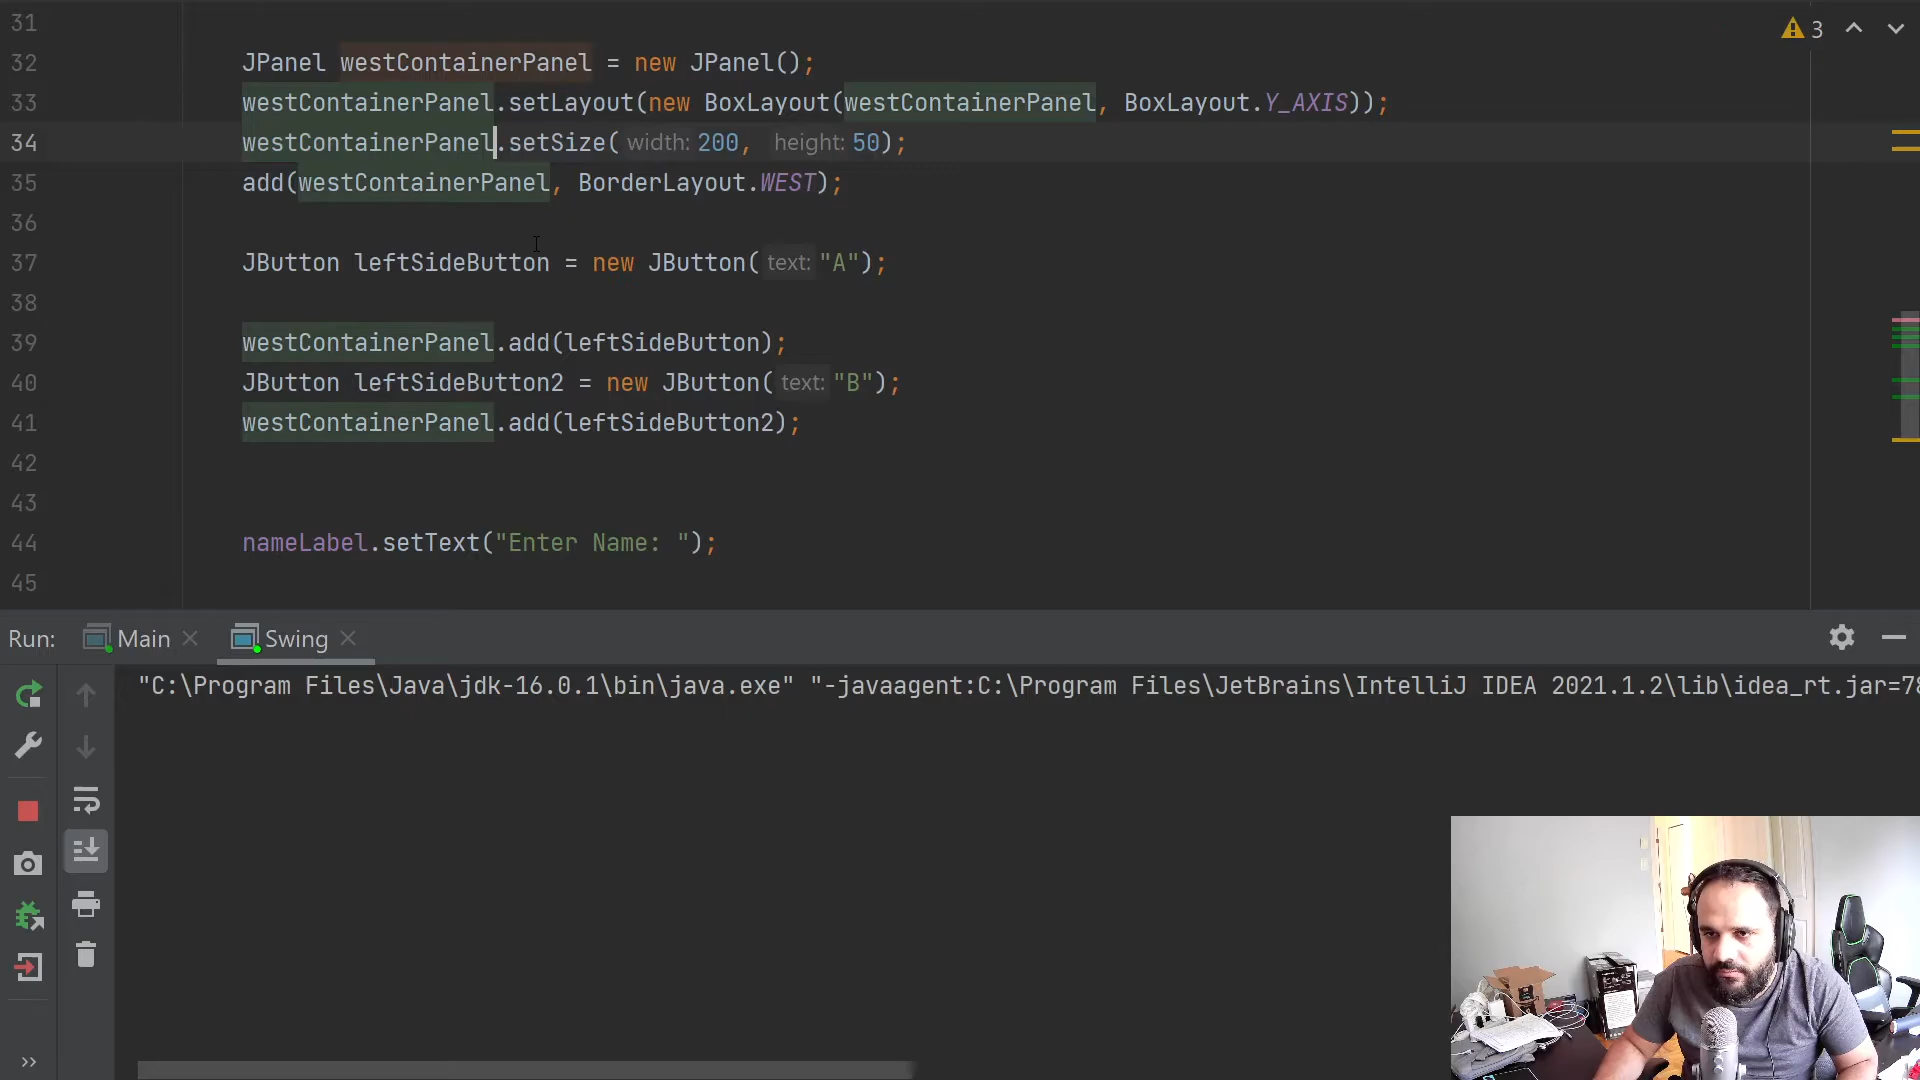 31
3
32 JPanel westContainerPanel = new JPanel();
33 westContainerPanel.setLayout(new BoxLayout(westContainerPanel, BoxLayout.Y_AXIS));
34 westContainerPanel.setSize( width: 200, height: 50);
35 add(westContainerPanel, BorderLayout.WEST);
36
37 JButton leftSideButton = new JButton( text: "A");
38
39 westContainerPanel.add(leftSideButton);
40 JButton leftSideButton2 = new JButton( text: "B");
41 westContainerPanel.add(leftSideButton2);
42
43
44 nameLabel.setText("Enter Name: ");
45
Run: Main Swing
"C:\Program Files\Java\jdk-16.0.1\bin\java.exe" "-javaagent:C:\Program Files\JetBrains\IntelliJ IDEA 2021.1.2\lib\idea_rt.jar=78